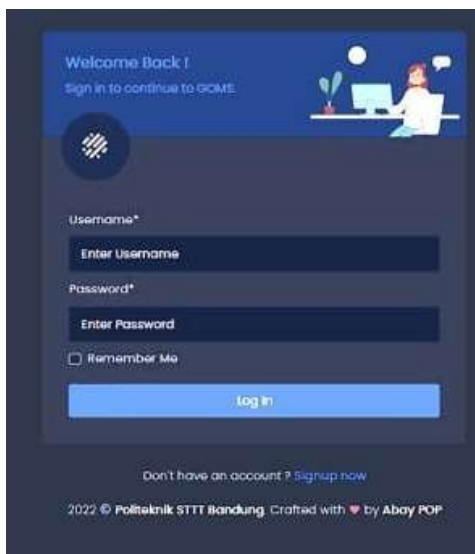 Welcome Back !
Sign in to continue to GOMS.
Username*
Enter Username
Password*
Enter Password
Remember Me
Log In
Don't have an account ? Signup now
2022 © Politeknik STTT Bandung. Crafted with ❤ by Abay POP